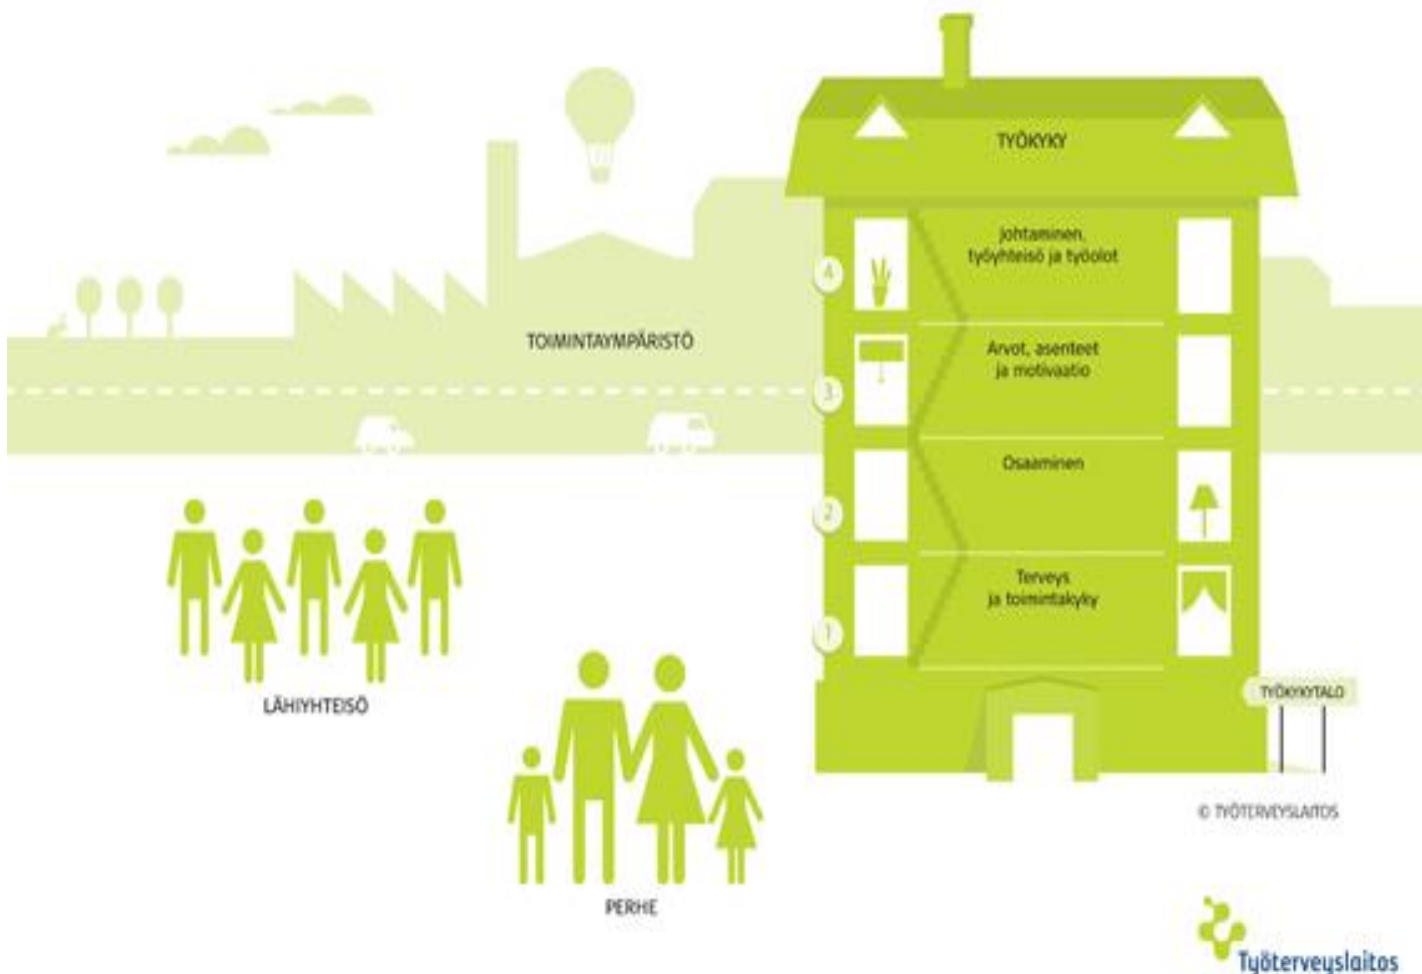 TYÖKYKY
4
Johtaminen,
työyhteisö ja työolot
TOIMINTAYMPÄRISTÖ
3
Arvot, asenteet
ja motivaatio
2
Osaaminen
1
Terveys
ja toimintakyky
LÄHIYHTEISÖ
TYÖKYKYTALO
© TYÖTERVEYSLAITOS
PERHE
Työterveyslaitos